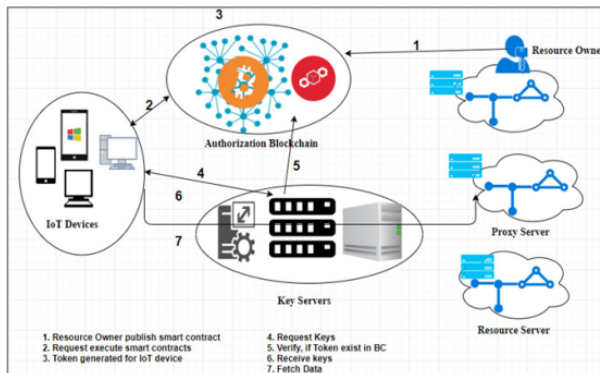 3
1
Resource Owner
2
Authorization Blockchain
4
5
6
IoT Devices
7
Proxy Server
Key Servers
Resource Server
1. Resource Owner publish smart contract
2. Request execute smart contracts
3. Token generated for IoT device
4. Request Keys
5. Verify, if Token exist in BC
6. Receive keys
7. Fetch Data